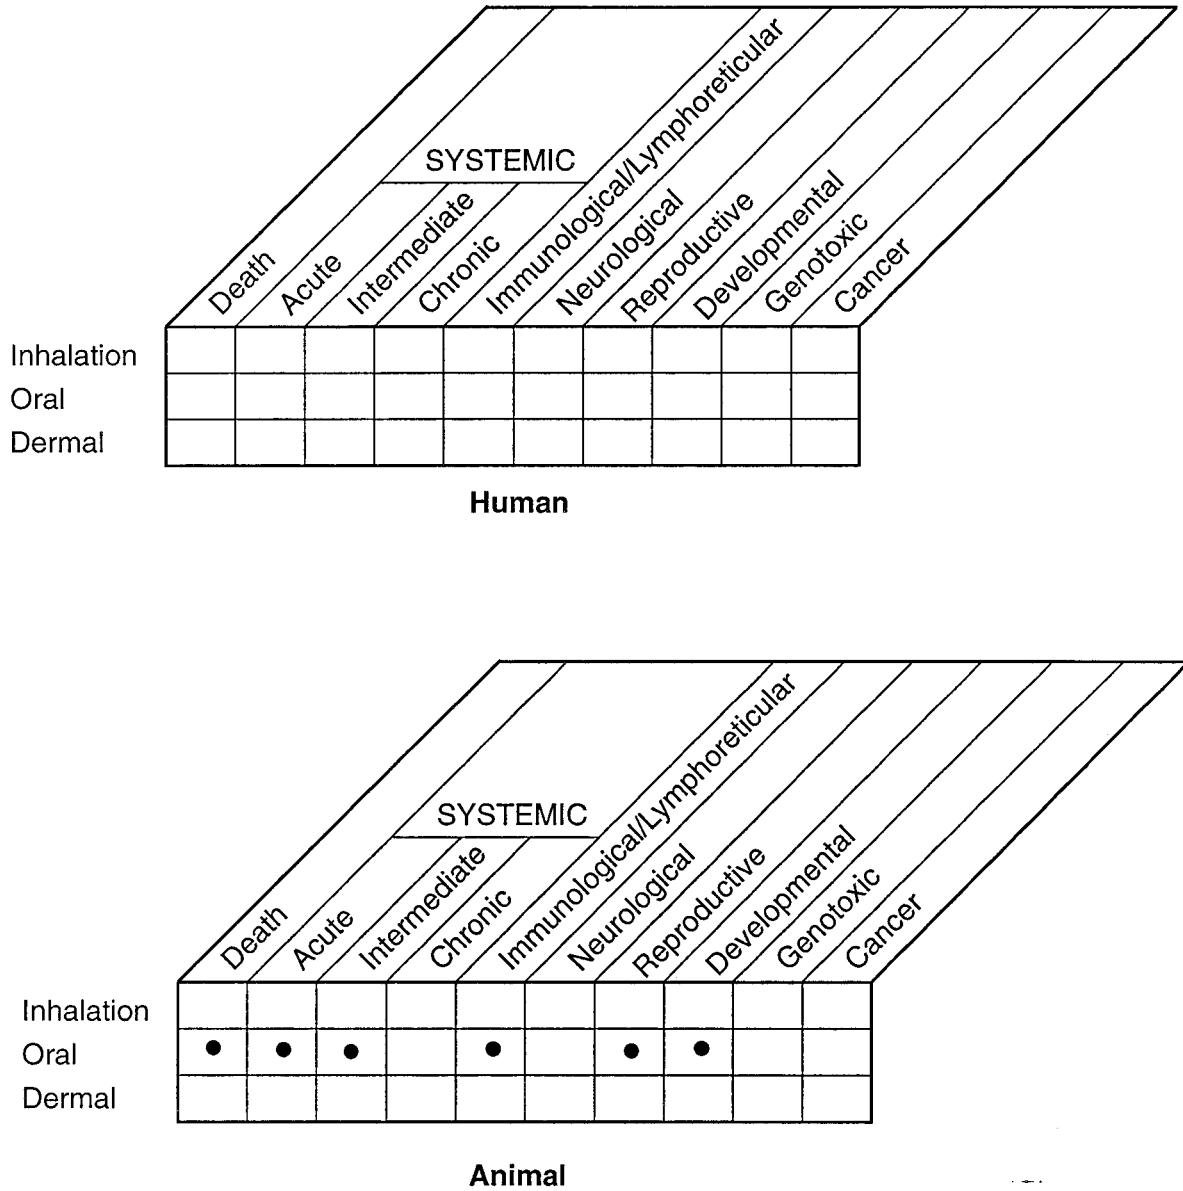 SYSTEMIC
Death
Acute
Intermediate
Chronic
Immunological/Lymphoreticular
Neurological
Reproductive
Developmental
Genotoxic
Cancer
Inhalation
Oral
Dermal
Human
SYSTEMIC
Death
Acute
Intermediate
Chronic
Immunological/Lymphoreticular
Neurological
Reproductive
Developmental
Genotoxic
Cancer
Inhalation
Oral
Dermal
Animal